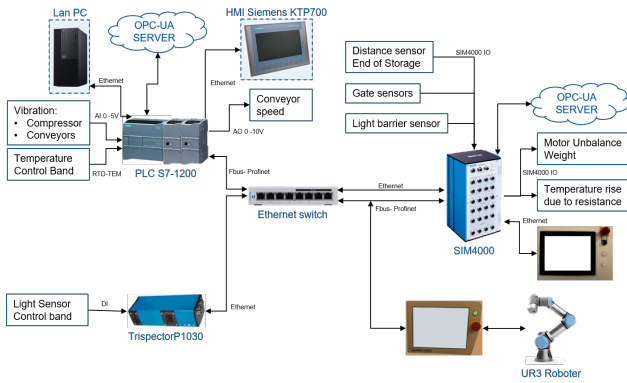 Lan PC
OPC-UA
SERVER
HMI Siemens KTP700
Ethernet
Ethernet
Distance sensor
End of Storage
SIM4000 IO
Gate sensors
Light barrier sensor
OPC-UA
SERVER
Vibration:
• Compressor
• Conveyors
AI 0 -5V
Conveyor
speed
AO 0 -10V
Temperature
Control Band
RTD-TEM
PLC S7-1200
Motor Unbalance
Weight
SIM4000 IO
Temperature rise
due to resistance
Fbus- Profinet
Ethernet
Ethernet switch
Fbus- Profinet
SIM4000
Ethernet
Light Sensor
Control band
DI
Ethernet
TrispectorP1030
UR3 Roboter